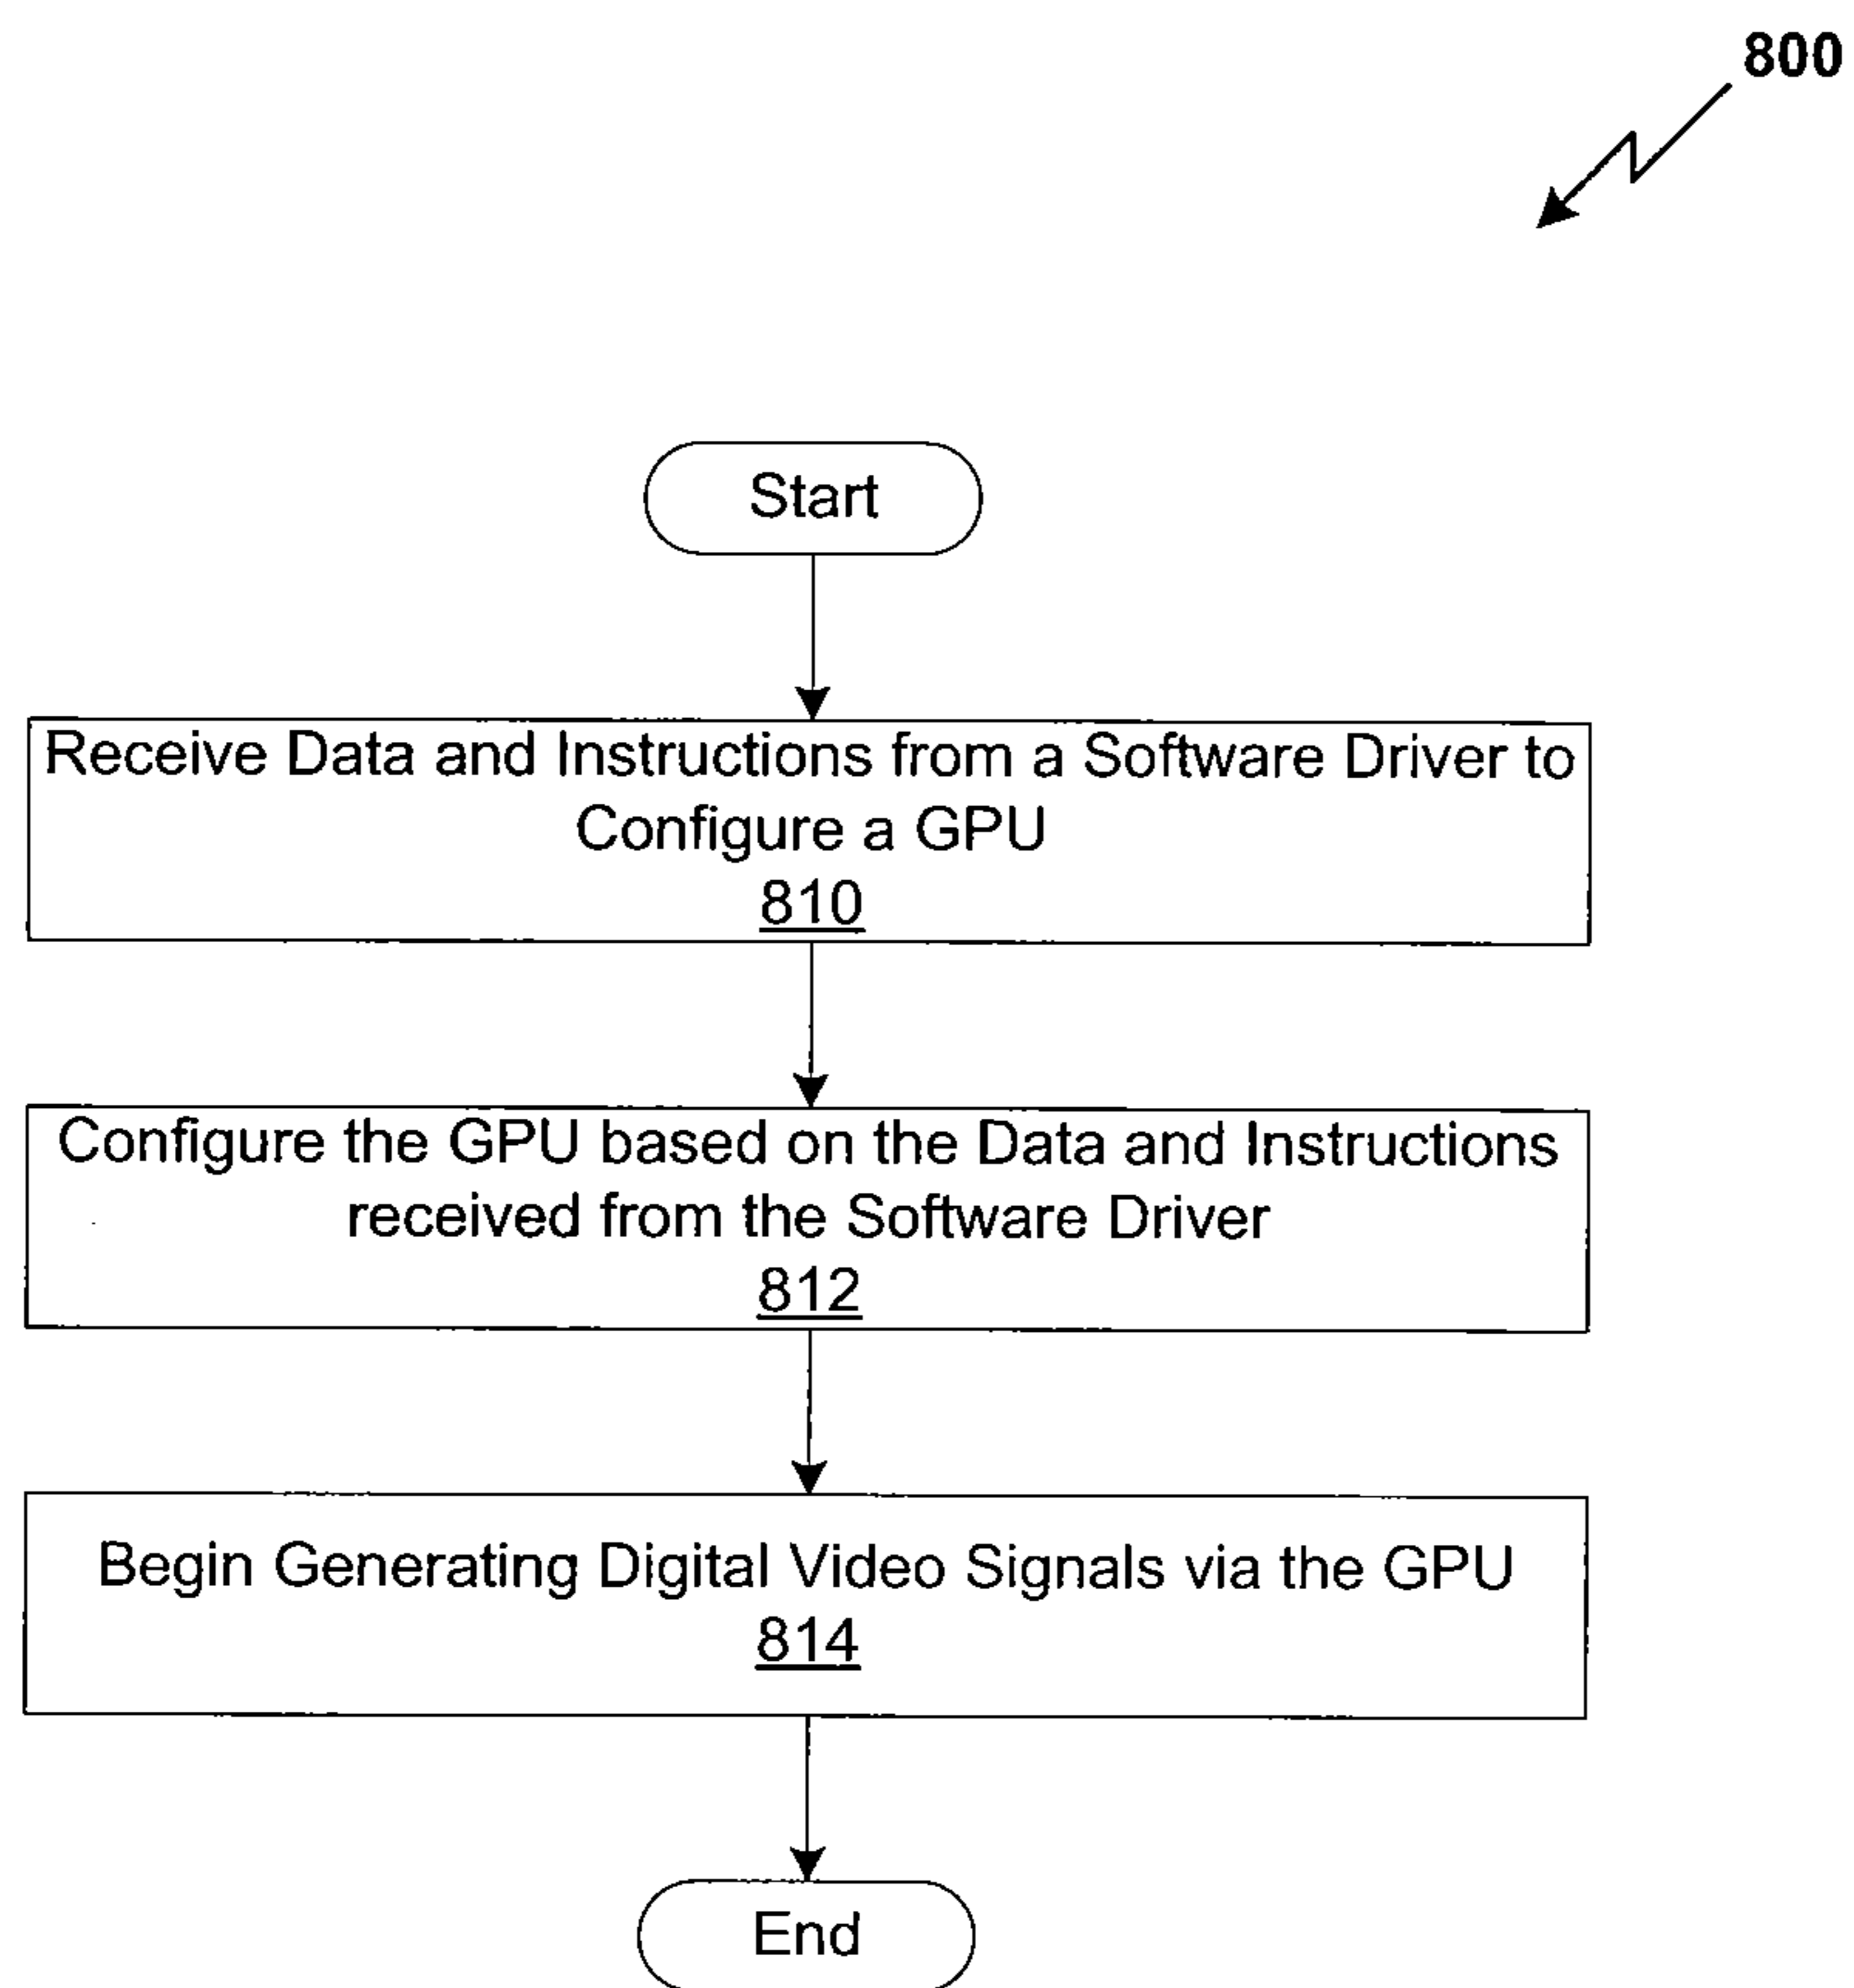 800
Start
Receive Data and Instructions from a Software Driver to
Configure a GPU
810
Configure the GPU based on the Data and Instructions
received from the Software Driver
812
Begin Generating Digital Video Signals via the GPU
814
End